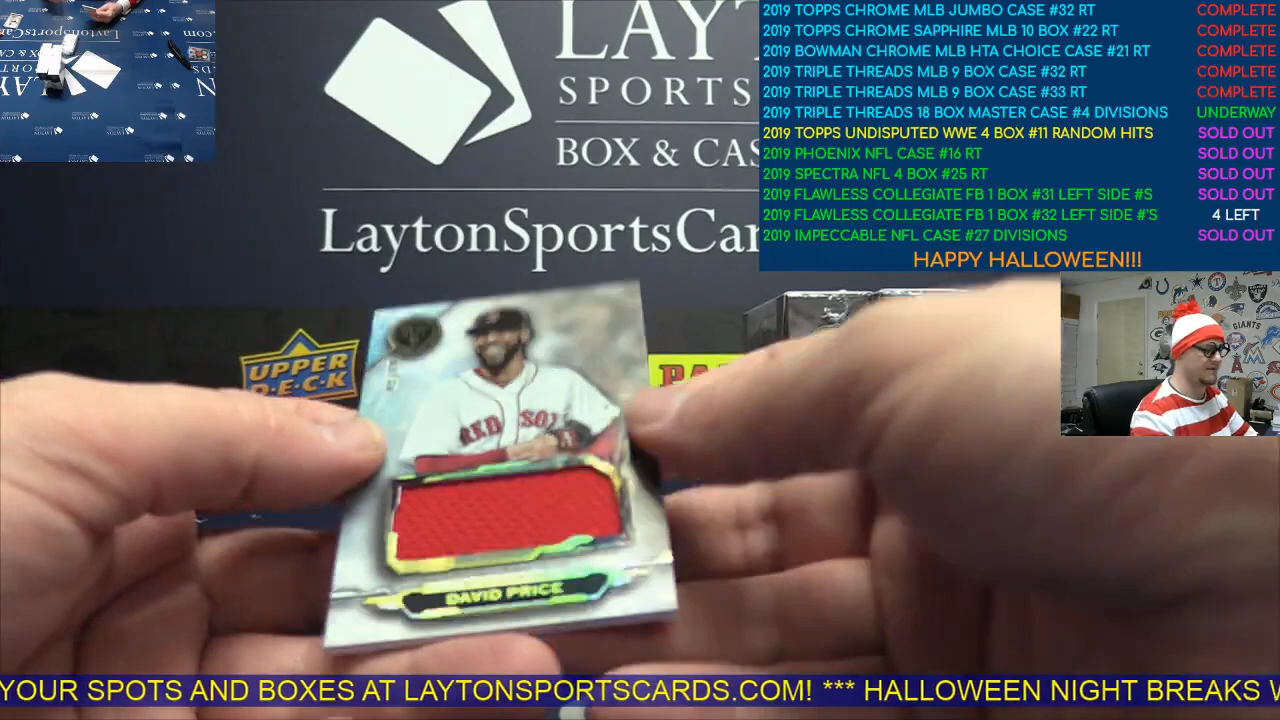 LAYT
SPORTS
BOX & CAS
LaytonSportsCar
2019 TOPPS CHROME MLB JUMBO CASE #32 RT COMPLETE
2019 TOPPS CHROME SAPPHIRE MLB 10 BOX #22 RT COMPLETE
2019 BOWMAN CHROME MLB HTA CHOICE CASE #21 RT COMPLETE
2019 TRIPLE THREADS MLB 9 BOX CASE #32 RT COMPLETE
2019 TRIPLE THREADS MLB 9 BOX CASE #33 RT COMPLETE
2019 TRIPLE THREADS 18 BOX MASTER CASE #4 DIVISIONS UNDERWAY
2019 TOPPS UNDISPUTED WWE 4 BOX #11 RANDOM HITS SOLD OUT
2019 PHOENIX NFL CASE #16 RT SOLD OUT
2019 SPECTRA NFL 4 BOX #25 RT SOLD OUT
2019 FLAWLESS COLLEGIATE FB 1 BOX #31 LEFT SIDE #S SOLD OUT
2019 FLAWLESS COLLEGIATE FB 1 BOX #32 LEFT SIDE #'S 4 LEFT
2019 IMPECCABLE NFL CASE #27 DIVISIONS SOLD OUT
HAPPY HALLOWEEN!!!
GIANTS
UPPER
DECK
RED SOX
DAVID PRICE
YOUR SPOTS AND BOXES AT LAYTONSPORTSCARDS.COM! *** HALLOWEEN NIGHT BREAKS W